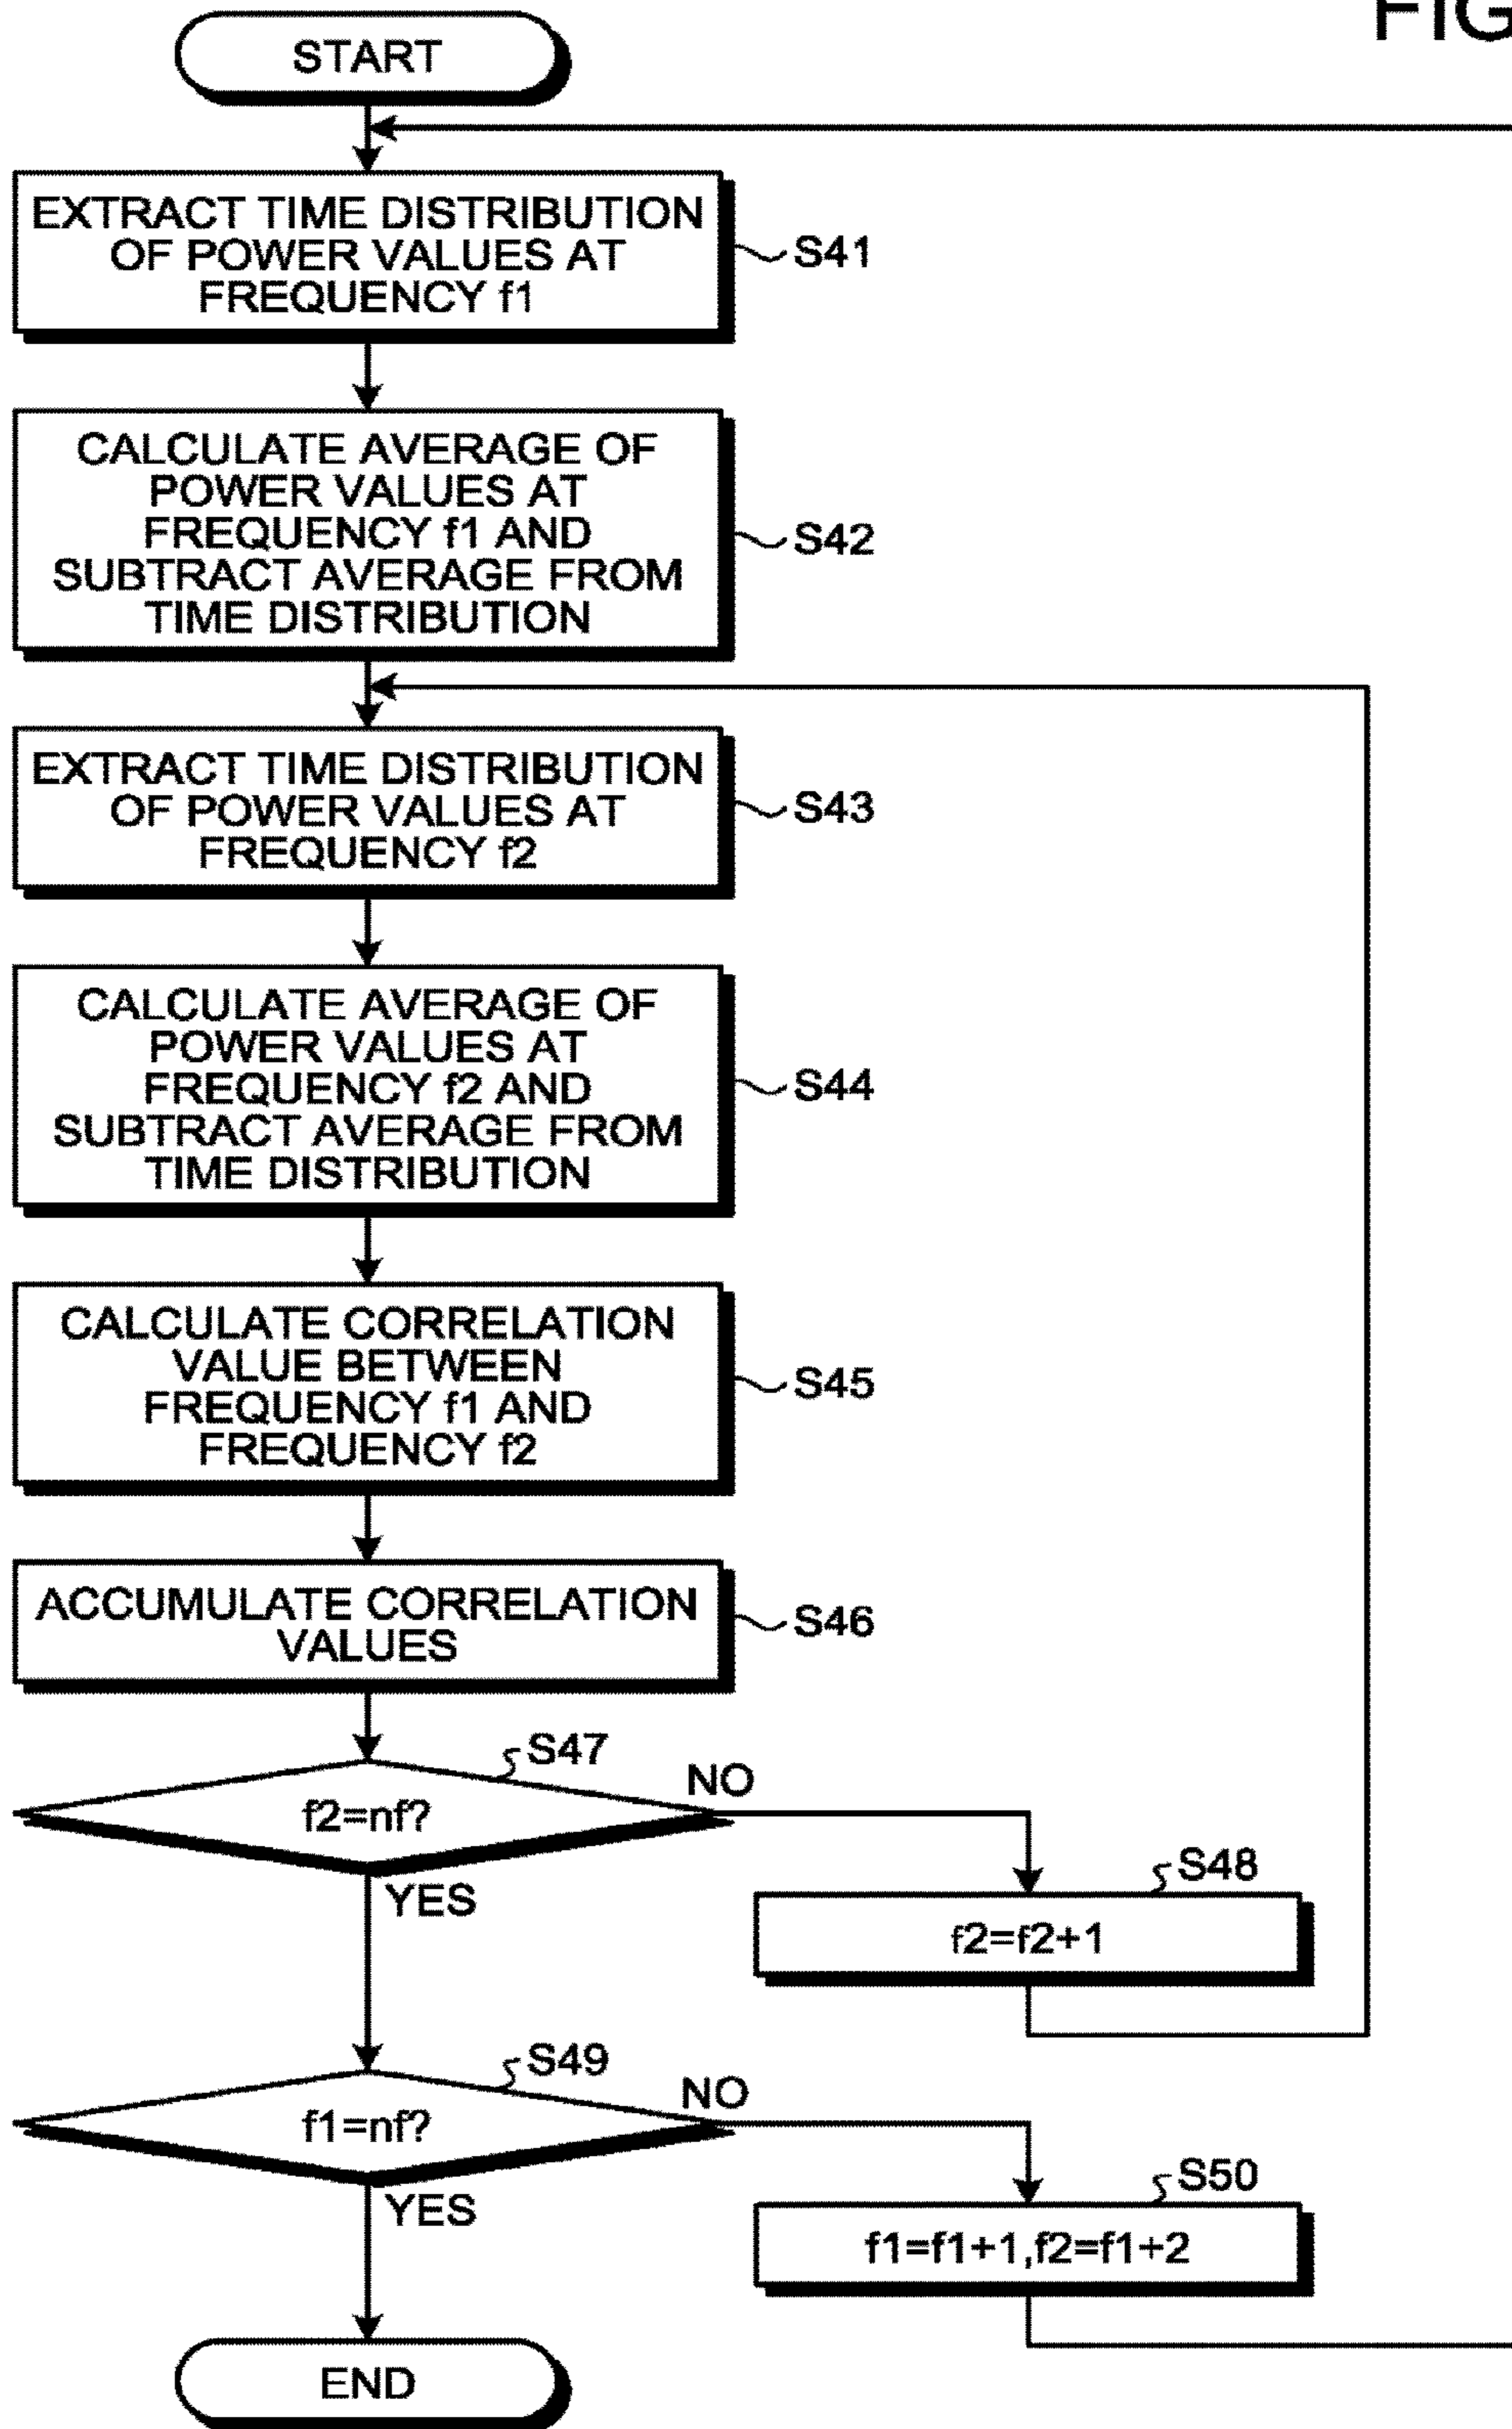 FIG
START
EXTRACT TIME DISTRIBUTION
OF POWER VALUES AT
FREQUENCY f1
S41
CALCULATE AVERAGE OF
POWER VALUES AT
FREQUENCY f1 AND
SUBTRACT AVERAGE FROM
TIME DISTRIBUTION
S42
EXTRACT TIME DISTRIBUTION
OF POWER VALUES AT
FREQUENCY f2
S43
CALCULATE AVERAGE OF
POWER VALUES AT
FREQUENCY f2 AND
SUBTRACT AVERAGE FROM
TIME DISTRIBUTION
S44
CALCULATE CORRELATION
VALUE BETWEEN
FREQUENCY f1 AND
FREQUENCY f2
S45
ACCUMULATE CORRELATION
VALUES
S46
S47
f2=nf?
NO
YES
S48
f2=f2+1
S49
f1=nf?
NO
YES
S50
f1=f1+1,f2=f1+2
END